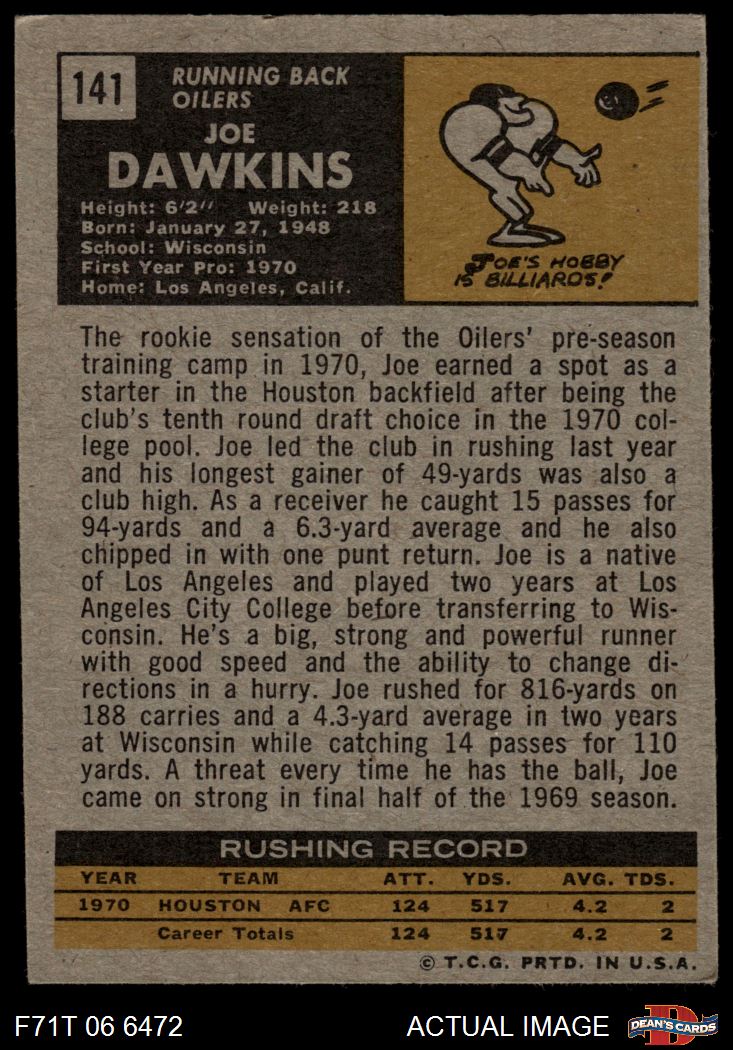 141
RUNNING BACK
OILERS
JOE
DAWKINS
Height: 6'2" Weight: 218
Born: January 27, 1948
School: Wisconsin
First Year Pro: 1970
Home: Los Angeles, Calif.
JOE'S HOBBY
IS BILLIARDS!
The rookie sensation of the Oilers' pre-season
training camp in 1970, Joe earned a spot as a
starter in the Houston backfield after being the
club's tenth round draft choice in the 1970 col-
lege pool. Joe led the club in rushing last year
and his longest gainer of 49-yards was also a
club high. As a receiver he caught 15 passes for
94-yards and a 6.3-yard average and he also
chipped in with one punt return. Joe is a native
of Los Angeles and played two years at Los
Angeles City College before transferring to Wis-
consin. He's a big, strong and powerful runner
with good speed and the ability to change di-
rections in a hurry. Joe rushed for 816-yards on
188 carries and a 4.3-yard average in two years
at Wisconsin while catching 14 passes for 110
yards. A threat every time he has the ball, Joe
came on strong in final half of the 1969 season.
RUSHING RECORD
YEAR TEAM ATT. YDS. AVG. TDS.
1970 HOUSTON AFC 124 517 4.2 2
Career Totals 124 517 4.2 2
© T.C.G. PRTD. IN U.S.A.
F71T 06 6472 ACTUAL IMAGE
D
DEAN'S CARDS